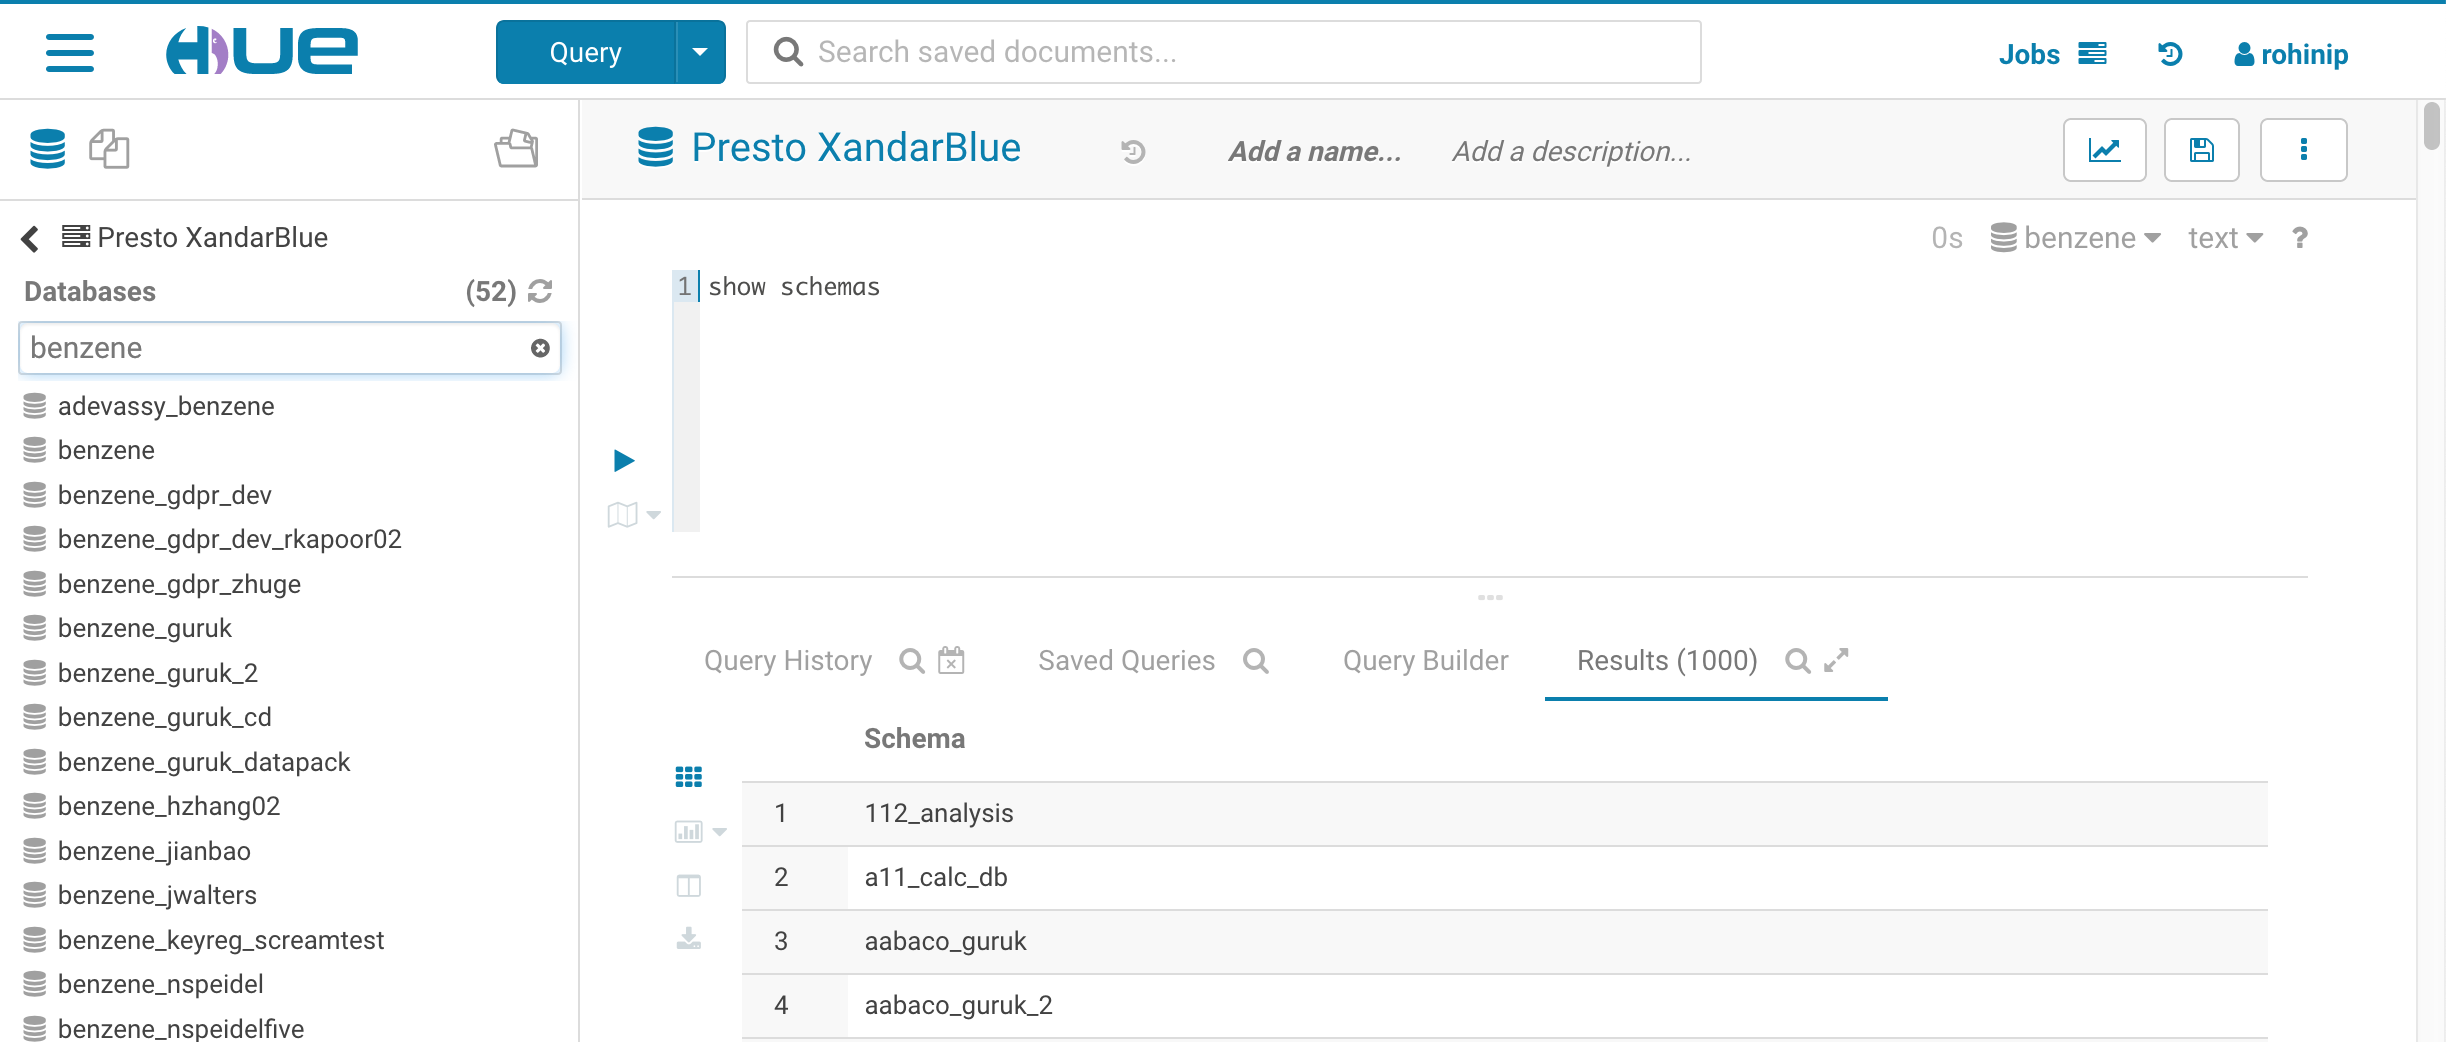 HUE
Query
Search saved documents...
Jobs
rohinip
Presto XandarBlue
Add a name...
Add a description...
Presto XandarBlue
Databases (52)
benzene
adevassy_benzene
benzene
benzene_gdpr_dev
benzene_gdpr_dev_rkapoor02
benzene_gdpr_zhuge
benzene_guruk
benzene_guruk_2
benzene_guruk_cd
benzene_guruk_datapack
benzene_hzhang02
benzene_jianbao
benzene_jwalters
benzene_keyreg_screamtest
benzene_nspeidel
benzene_nspeidelfive
0s benzene text ?
1 show schemas
Query History Saved Queries Query Builder Results (1000)
Schema
1 112_analysis
2 a11_calc_db
3 aabaco_guruk
4 aabaco_guruk_2